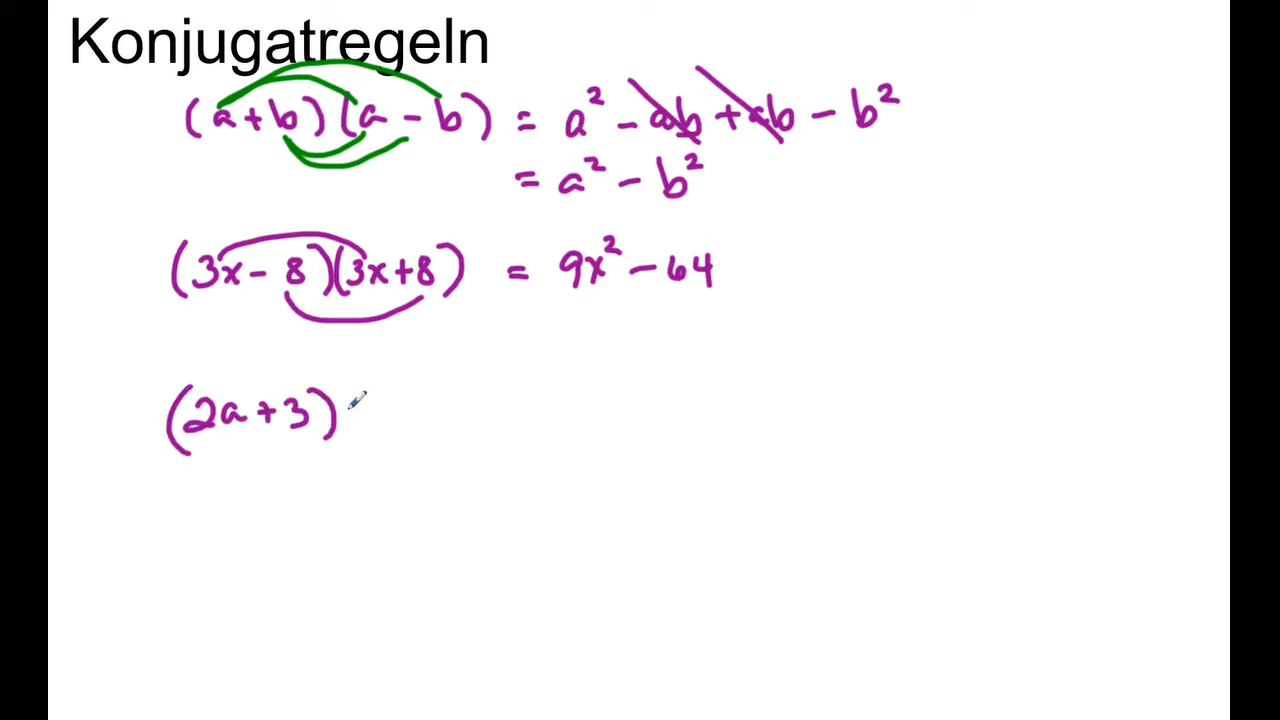 Konjugatregeln
(a+b)(a-b) = a² - ab + ab - b²
= a² - b²
(3x-8)(3x+8) = 9x² - 64
(2a+3)